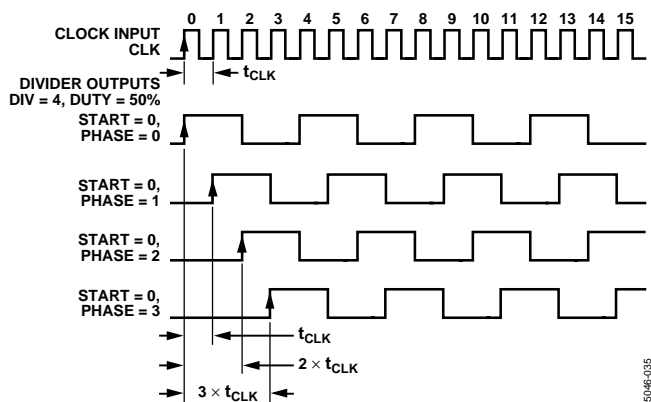 0 1 2 3 4 5 6 7 8 9 10 11 12 13 14 15
CLOCK INPUT
CLK
tCLK
DIVIDER OUTPUTS
DIV = 4, DUTY = 50%
START = 0,
PHASE = 0
START = 0,
PHASE = 1
START = 0,
PHASE = 2
START = 0,
PHASE = 3
tCLK
2 × tCLK
3 × tCLK
5046-035